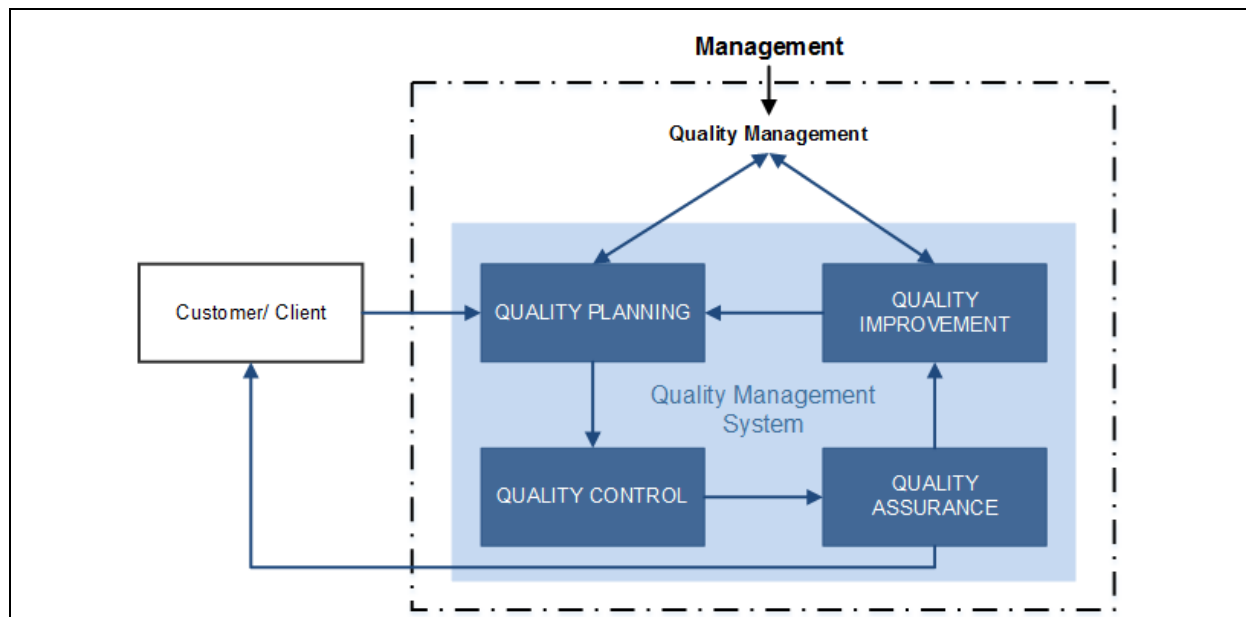 Management
Quality Management
Customer/ Client
QUALITY PLANNING
QUALITY
IMPROVEMENT
Quality Management
System
QUALITY CONTROL
QUALITY
ASSURANCE